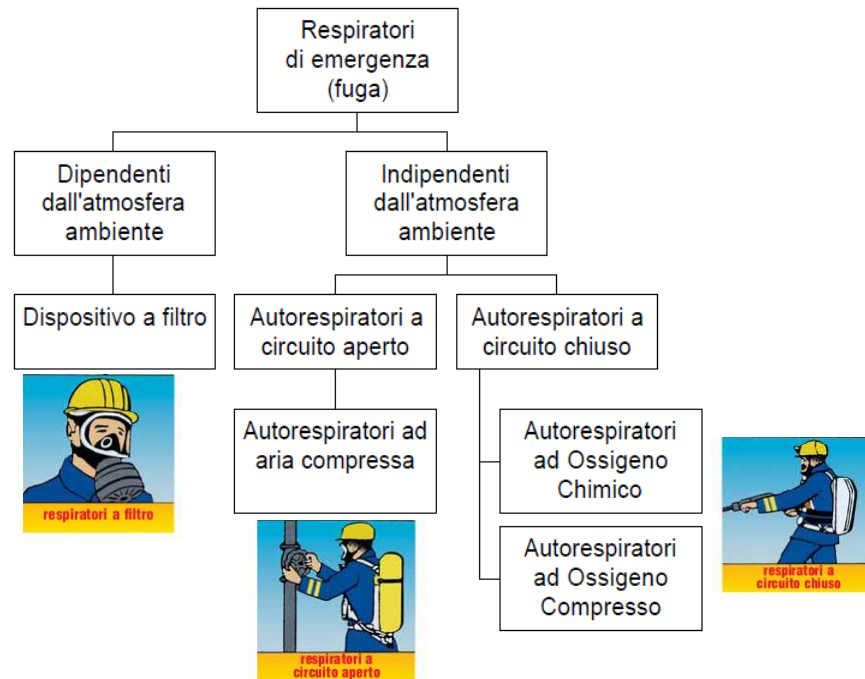 Respiratori
di emergenza
(fuga)
Dipendenti
dall'atmosfera
ambiente
Indipendenti
dall'atmosfera
ambiente
Dispositivo a filtro
Autorespiratori a
circuito aperto
Autorespiratori a
circuito chiuso
respiratori a filtro
Autorespiratori ad
aria compressa
Autorespiratori
ad Ossigeno
Chimico
respiratori a
circuito aperto
Autorespiratori
ad Ossigeno
Compresso
respiratori a
circuito chiuso